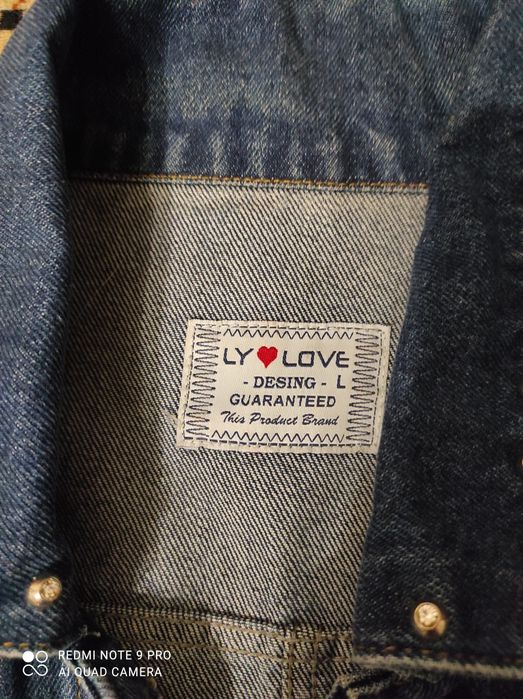 LY❤LOVE
- DESING - L
GUARANTEED
This Product Brand
REDMI NOTE 9 PRO
AI QUAD CAMERA